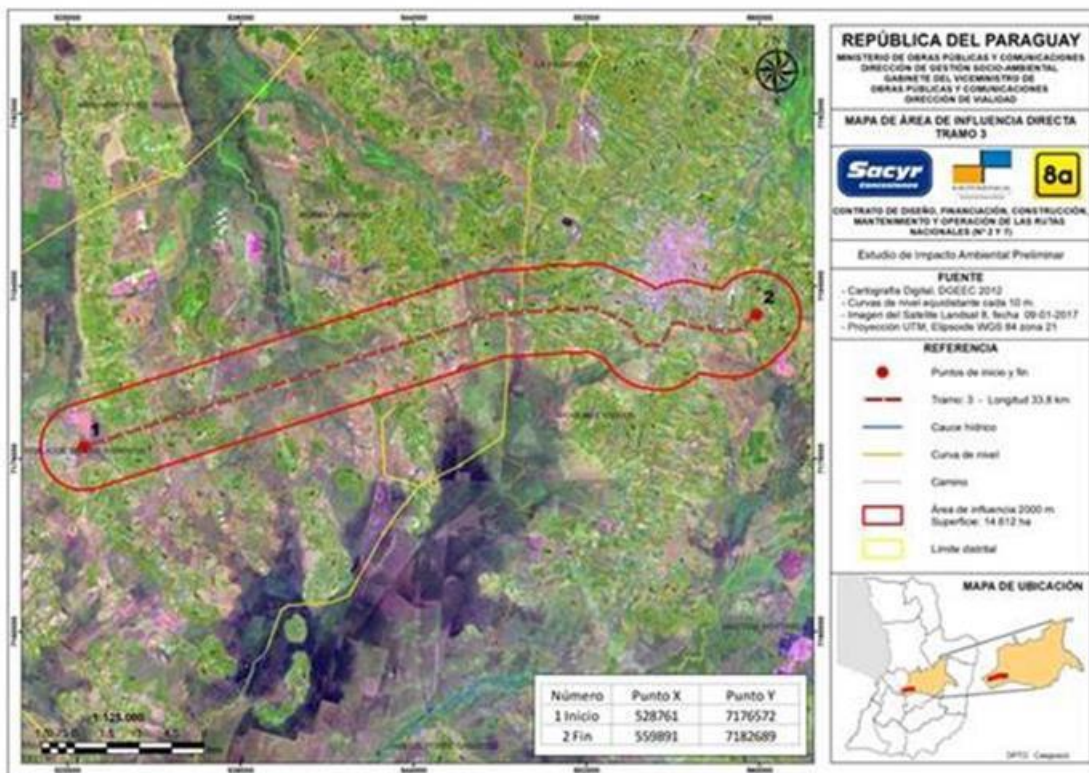 REPÚBLICA DEL PARAGUAY
MINISTERIO DE OBRAS PÚBLICAS Y COMUNICACIONES
DIRECCIÓN DE GESTIÓN SOCIO-AMBIENTAL
GABINETE DEL VICEMINISTRO DE
OBRAS PÚBLICAS Y COMUNICACIONES
DIRECCIÓN DE VIALIDAD
MAPA DE ÁREA DE INFLUENCIA DIRECTA
TRAMO 3
Sacyr
Concesiones
8a
CONTRATO DE DISEÑO, FINANCIACIÓN, CONSTRUCCIÓN,
MANTENIMIENTO Y OPERACIÓN DE LAS RUTAS
NACIONALES (Nº 2 Y 7)
Estudio de Impacto Ambiental Preliminar
FUENTE
- Cartografia Digital, DGEEC 2012
- Curvas de nivel equidistante cada 10 m
- Imagen del Satelite Landsat 8, fecha 09-01-2017
- Proyección UTM, Elipsoide WGS 84 zona 21
REFERENCIA
Puntos de inicio y fin
Tramo: 3 - Longitud 33,8 km
Cauce hídrico
Curva de nivel
Camino
Área de influencia 2000 m
Superficie: 14.612 ha
Límite distrital
MAPA DE UBICACIÓN
DPTO. Caaguazú
1
2
1:125.000
Número Punto X Punto Y
1 Inicio 528761 7176572
2 Fin 559891 7182689